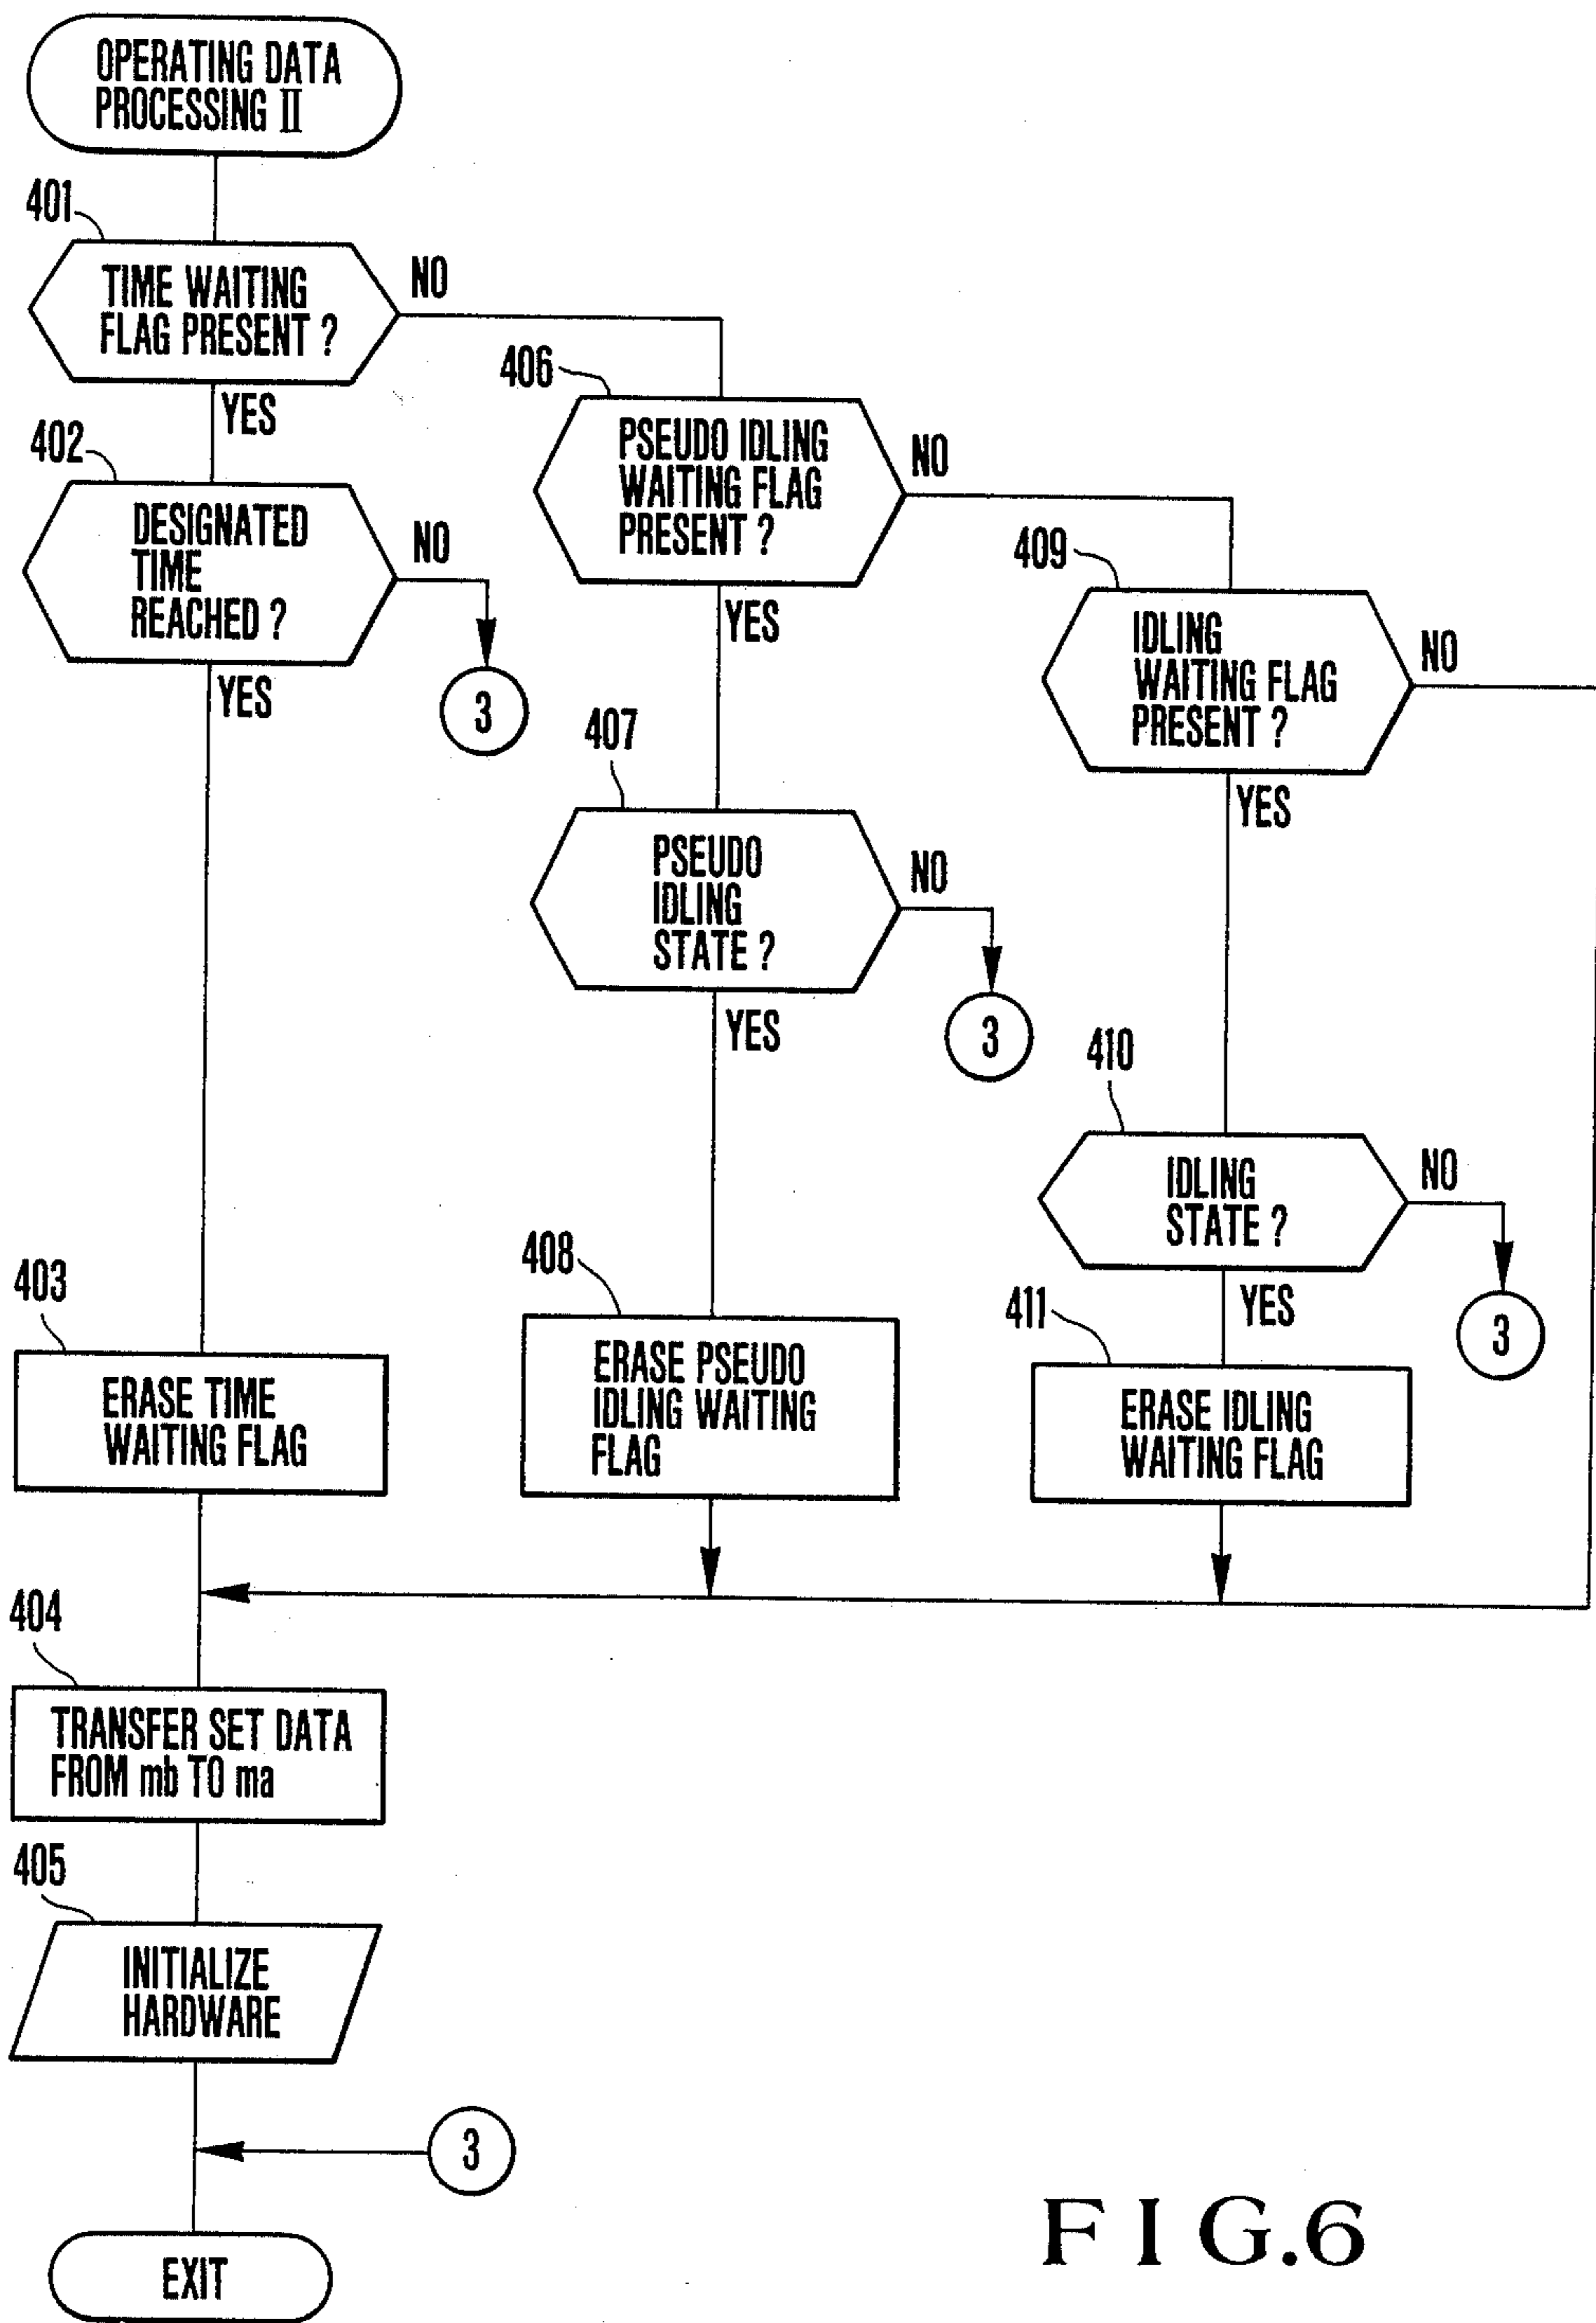 OPERATING DATA
PROCESSING II
401
TIME WAITING
FLAG PRESENT ?
NO
YES
402
DESIGNATED
TIME
REACHED ?
NO
3
YES
406
PSEUDO IDLING
WAITING FLAG
PRESENT ?
NO
YES
407
PSEUDO
IDLING
STATE ?
NO
3
YES
409
IDLING
WAITING FLAG
PRESENT ?
NO
YES
410
IDLING
STATE ?
NO
3
YES
403
ERASE TIME
WAITING FLAG
408
ERASE PSEUDO
IDLING WAITING
FLAG
411
ERASE IDLING
WAITING FLAG
404
TRANSFER SET DATA
FROM mb TO ma
405
INITIALIZE
HARDWARE
3
EXIT
FIG.6